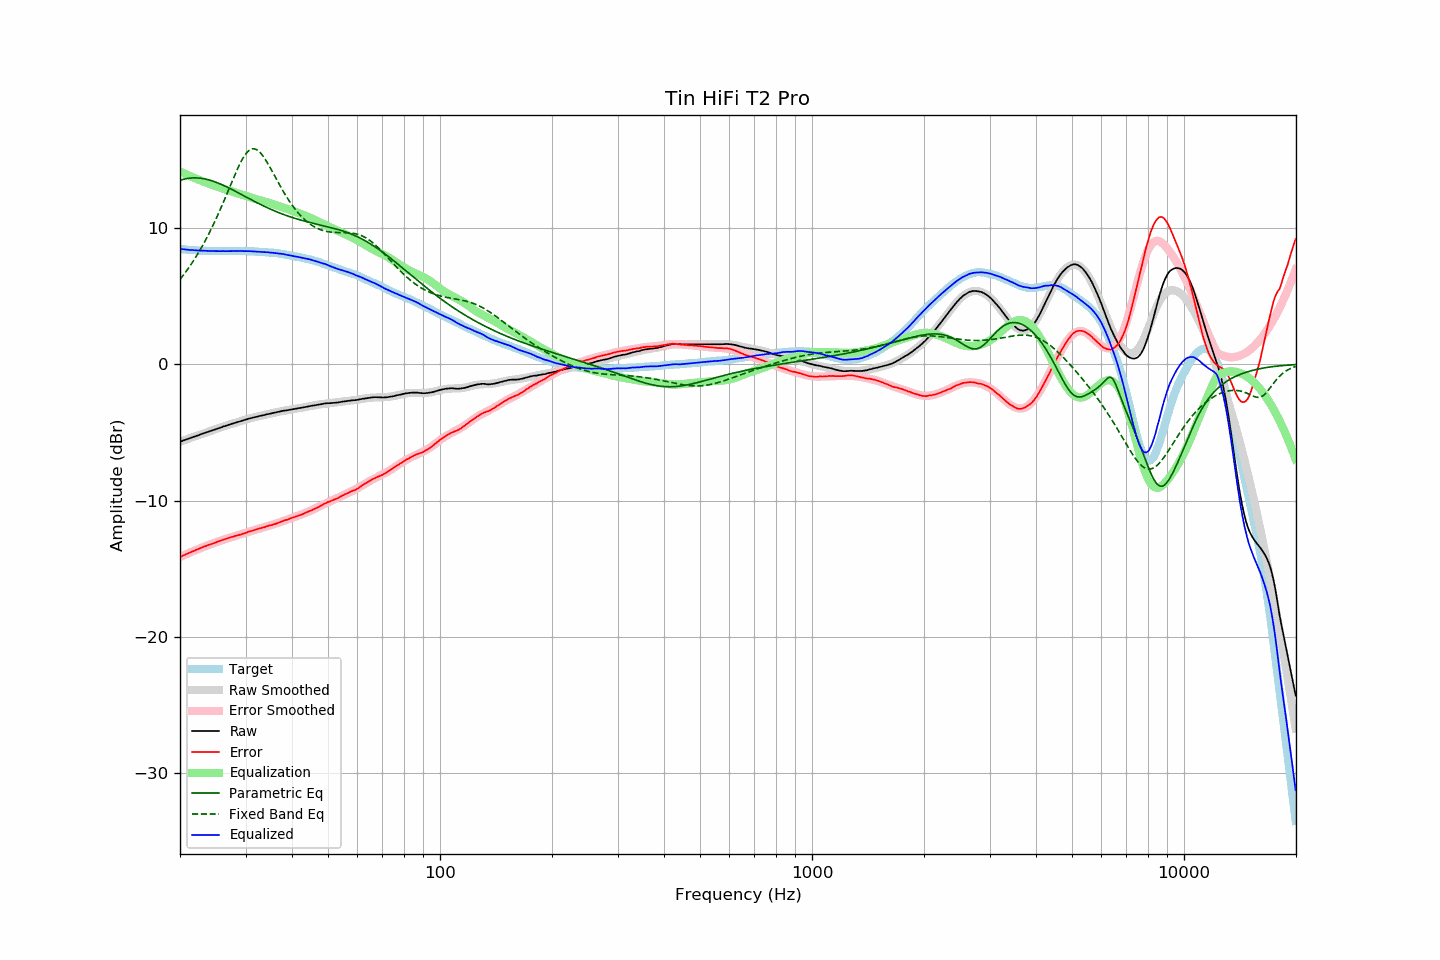 Tin HiFi T2 Pro
Amplitude (dBr)
10
0
−10
−20
−30
Target
Raw Smoothed
Error Smoothed
Raw
Error
Equalization
Parametric Eq
Fixed Band Eq
Equalized
100
1000
10000
Frequency (Hz)